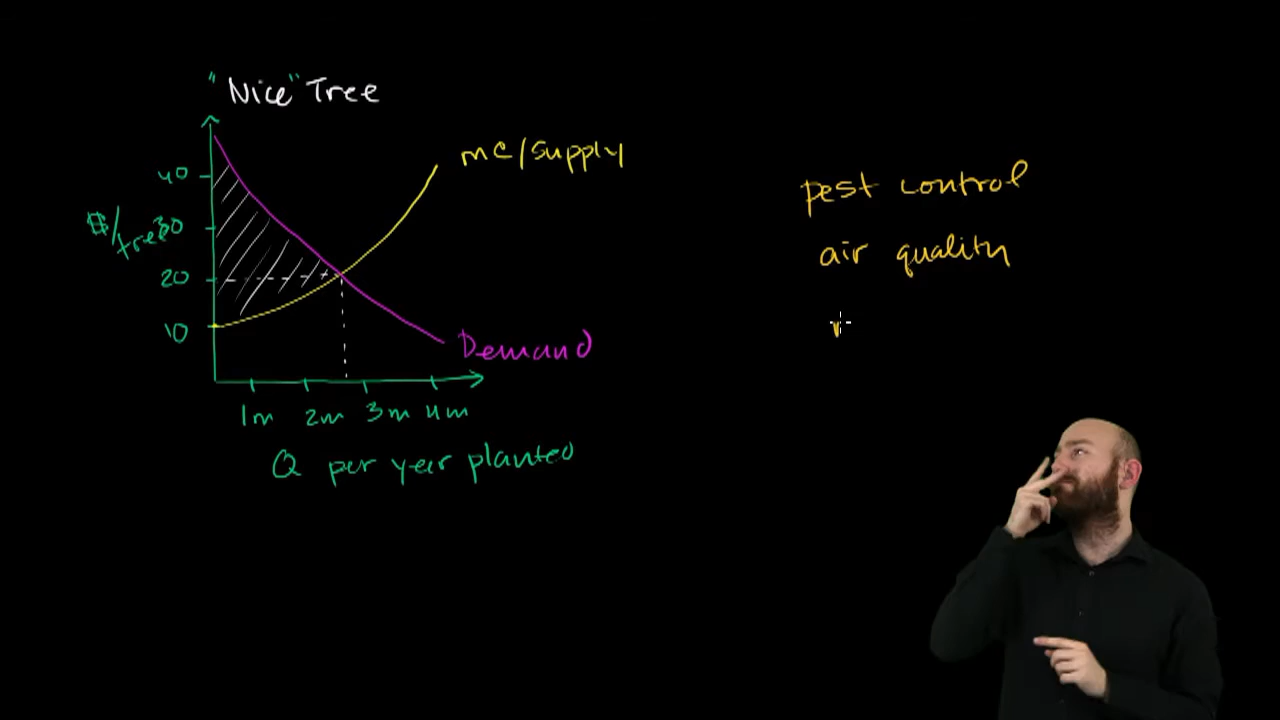 "Nice" Tree
mc/supply
40
$/tree
30
20
10
Demand
1m 2m 3m 4m
Q per year planted
pest control
air quality